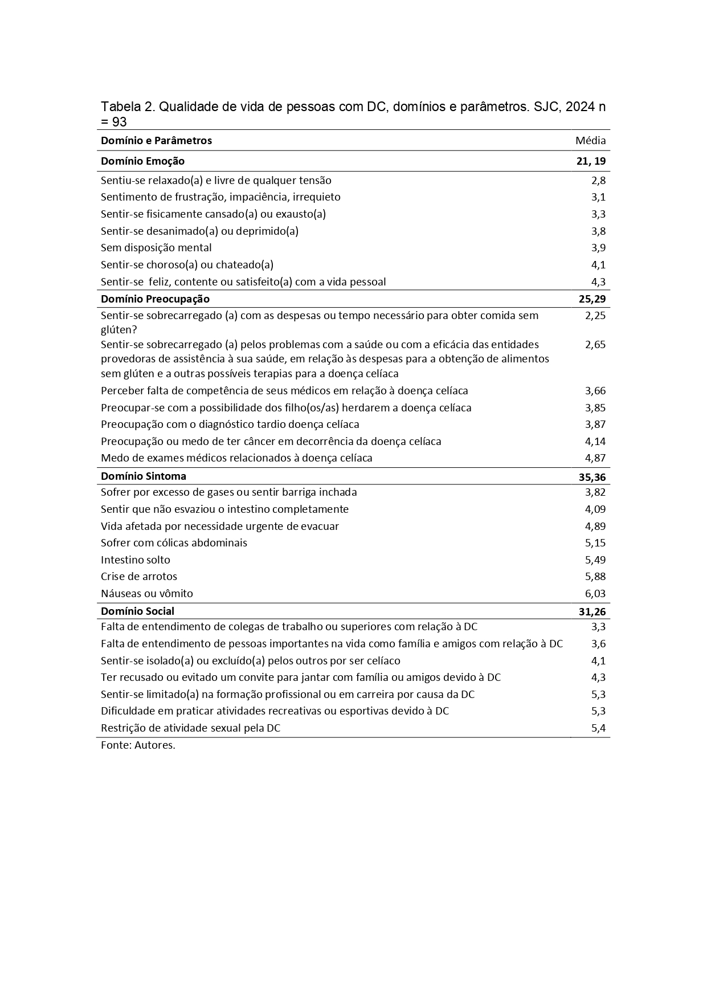 Tabela 2. Qualidade de vida de pessoas com DC, domínios e parâmetros. SJC, 2024 n
= 93
Domínio e Parâmetros Média
Domínio Emoção 21, 19
Sentiu-se relaxado(a) e livre de qualquer tensão 2,8
Sentimento de frustração, impaciência, irrequieto 3,1
Sentir-se fisicamente cansado(a) ou exausto(a) 3,3
Sentir-se desanimado(a) ou deprimido(a) 3,8
Sem disposição mental 3,9
Sentir-se choroso(a) ou chateado(a) 4,1
Sentir-se feliz, contente ou satisfeito(a) com a vida pessoal 4,3
Domínio Preocupação 25,29
Sentir-se sobrecarregado (a) com as despesas ou tempo necessário para obter comida sem 2,25
glúten?
Sentir-se sobrecarregado (a) pelos problemas com a saúde ou com a eficácia das entidades 2,65
provedoras de assistência à sua saúde, em relação às despesas para a obtenção de alimentos
sem glúten e a outras possíveis terapias para a doença celíaca
Perceber falta de competência de seus médicos em relação à doença celíaca 3,66
Preocupar-se com a possibilidade dos filho(os/as) herdarem a doença celíaca 3,85
Preocupação com o diagnóstico tardio doença celíaca 3,87
Preocupação ou medo de ter câncer em decorrência da doença celíaca 4,14
Medo de exames médicos relacionados à doença celíaca 4,87
Domínio Sintoma 35,36
Sofrer por excesso de gases ou sentir barriga inchada 3,82
Sentir que não esvaziou o intestino completamente 4,09
Vida afetada por necessidade urgente de evacuar 4,89
Sofrer com cólicas abdominais 5,15
Intestino solto 5,49
Crise de arrotos 5,88
Náuseas ou vômito 6,03
Domínio Social 31,26
Falta de entendimento de colegas de trabalho ou superiores com relação à DC 3,3
Falta de entendimento de pessoas importantes na vida como família e amigos com relação à DC 3,6
Sentir-se isolado(a) ou excluído(a) pelos outros por ser celíaco 4,1
Ter recusado ou evitado um convite para jantar com família ou amigos devido à DC 4,3
Sentir-se limitado(a) na formação profissional ou em carreira por causa da DC 5,3
Dificuldade em praticar atividades recreativas ou esportivas devido à DC 5,3
Restrição de atividade sexual pela DC 5,4
Fonte: Autores.